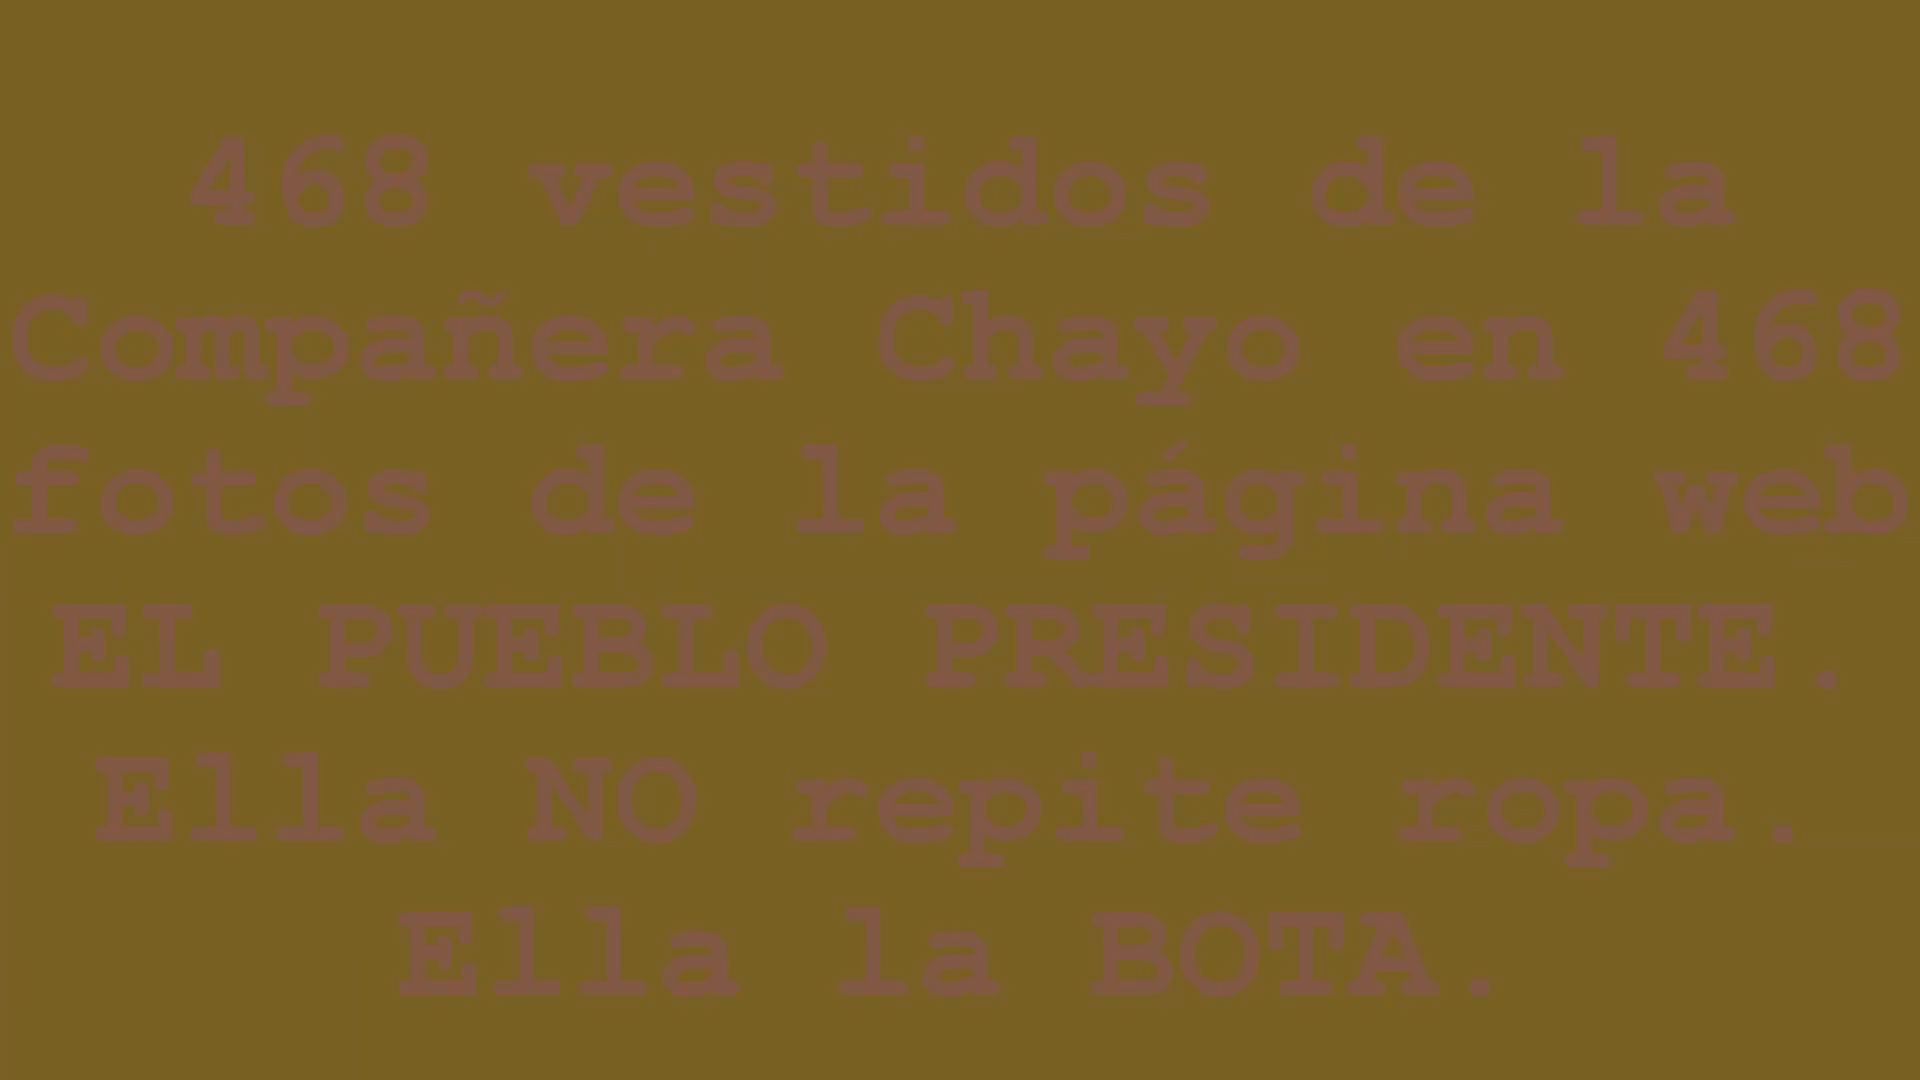 468 vestidos de la
Compañera Chayo en 468
fotos de la página web
EL PUEBLO PRESIDENTE.
Ella NO repite ropa.
Ella la BOTA.